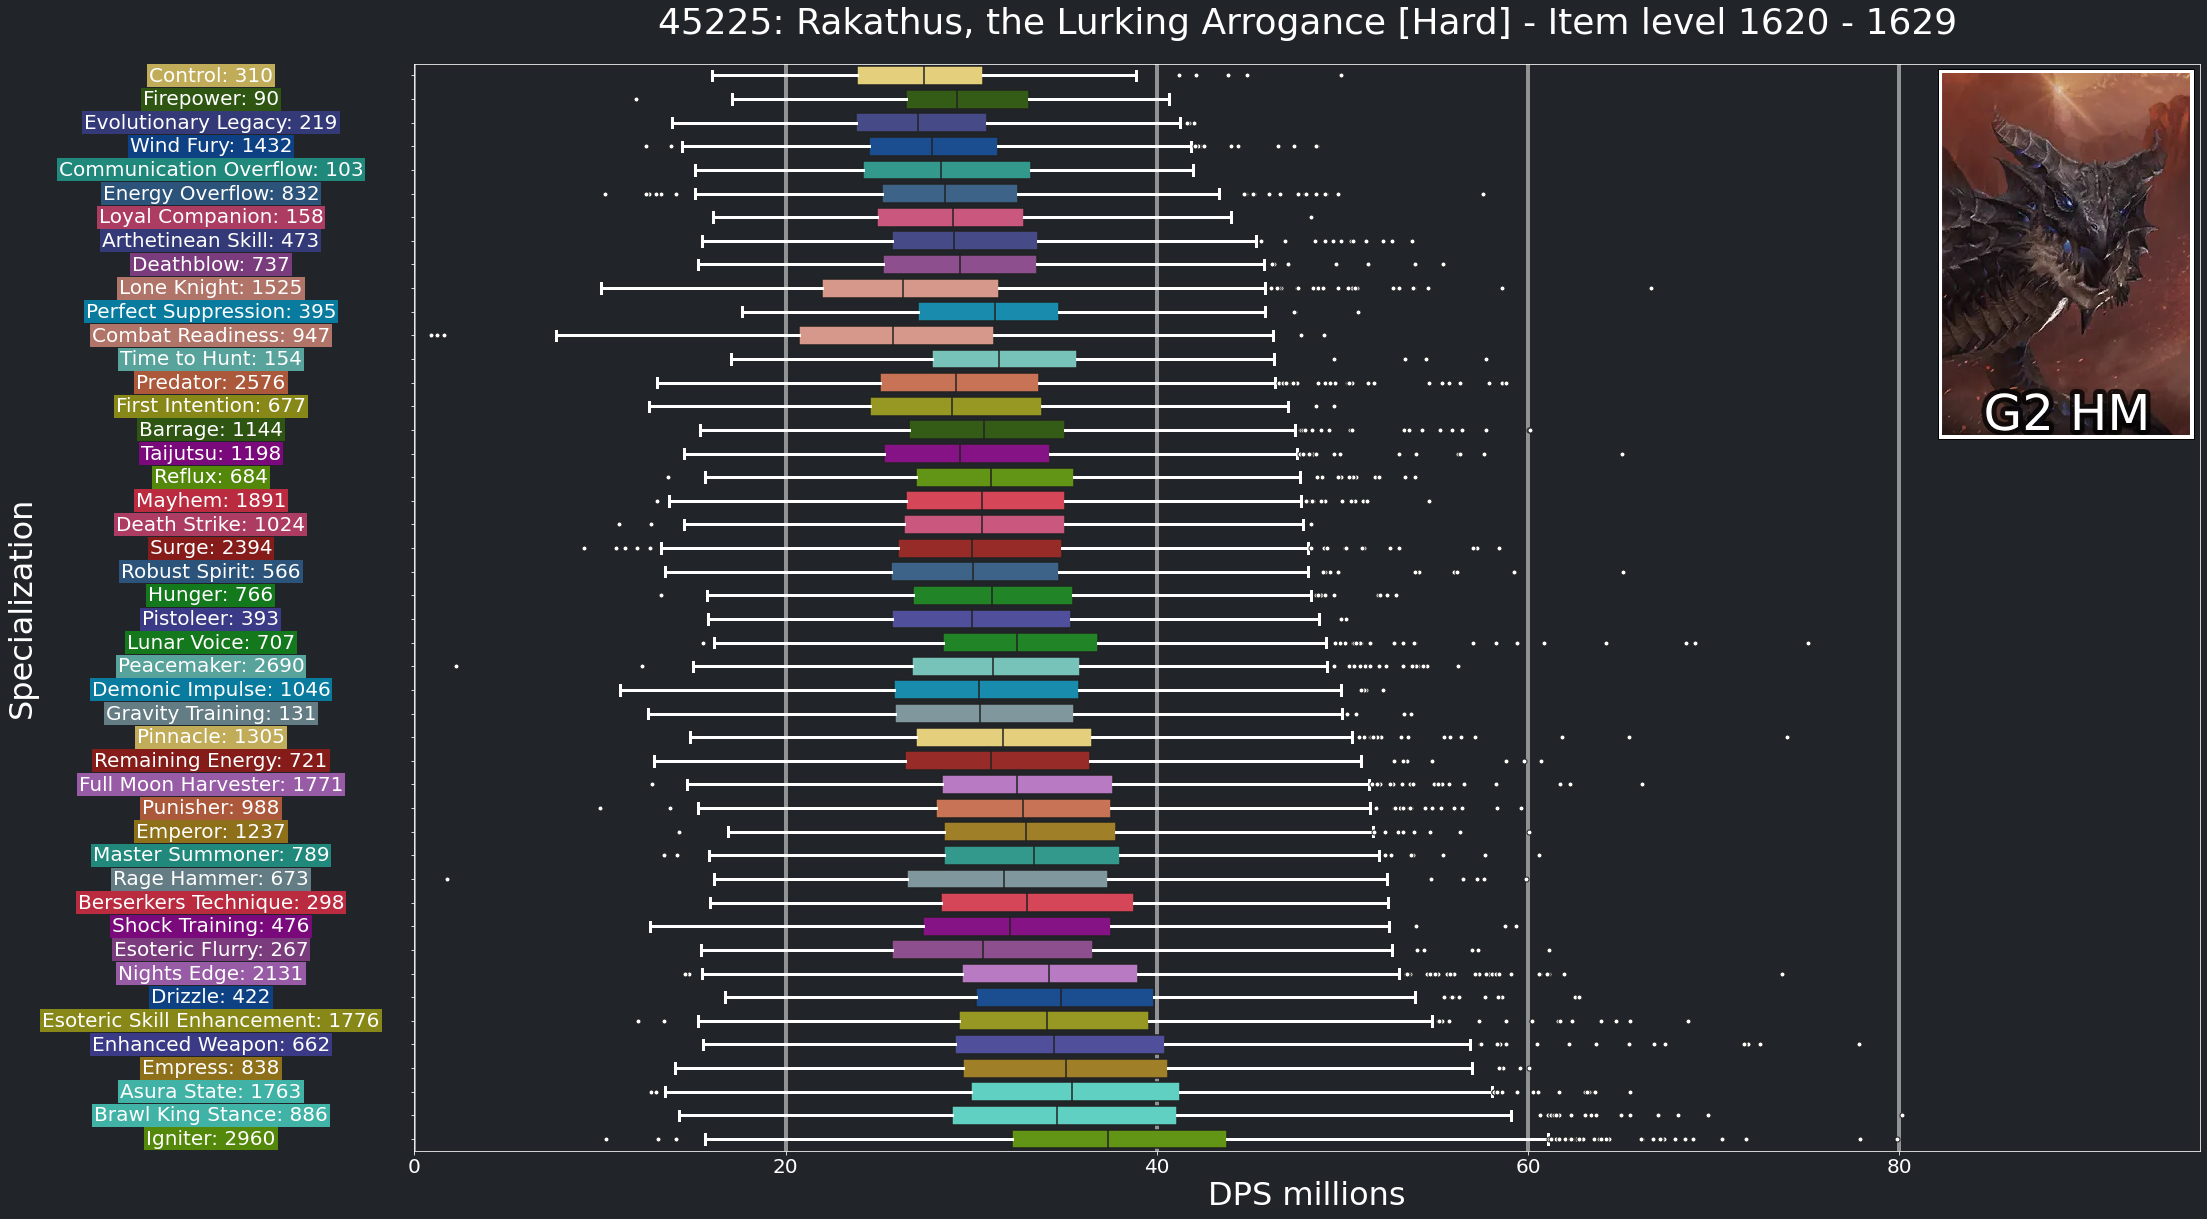 45225: Rakathus, the Lurking Arrogance [Hard] - Item level 1620 - 1629
Control: 310
Firepower: 90
Evolutionary Legacy: 219
Wind Fury: 1432
Communication Overflow: 103
Energy Overflow: 832
Loyal Companion: 158
Arthetinean Skill: 473
Deathblow: 737
Lone Knight: 1525
Perfect Suppression: 395
Combat Readiness: 947
Time to Hunt: 154
Predator: 2576
First Intention: 677
Barrage: 1144
Taijutsu: 1198
Reflux: 684
Mayhem: 1891
Death Strike: 1024
Surge: 2394
Robust Spirit: 566
Hunger: 766
Pistoleer: 393
Lunar Voice: 707
Peacemaker: 2690
Demonic Impulse: 1046
Gravity Training: 131
Pinnacle: 1305
Remaining Energy: 721
Full Moon Harvester: 1771
Punisher: 988
Emperor: 1237
Master Summoner: 789
Rage Hammer: 673
Berserkers Technique: 298
Shock Training: 476
Esoteric Flurry: 267
Nights Edge: 2131
Drizzle: 422
Esoteric Skill Enhancement: 1776
Enhanced Weapon: 662
Empress: 838
Asura State: 1763
Brawl King Stance: 886
Igniter: 2960
Specialization
G2 HM
0 20 40 60 80
DPS millions